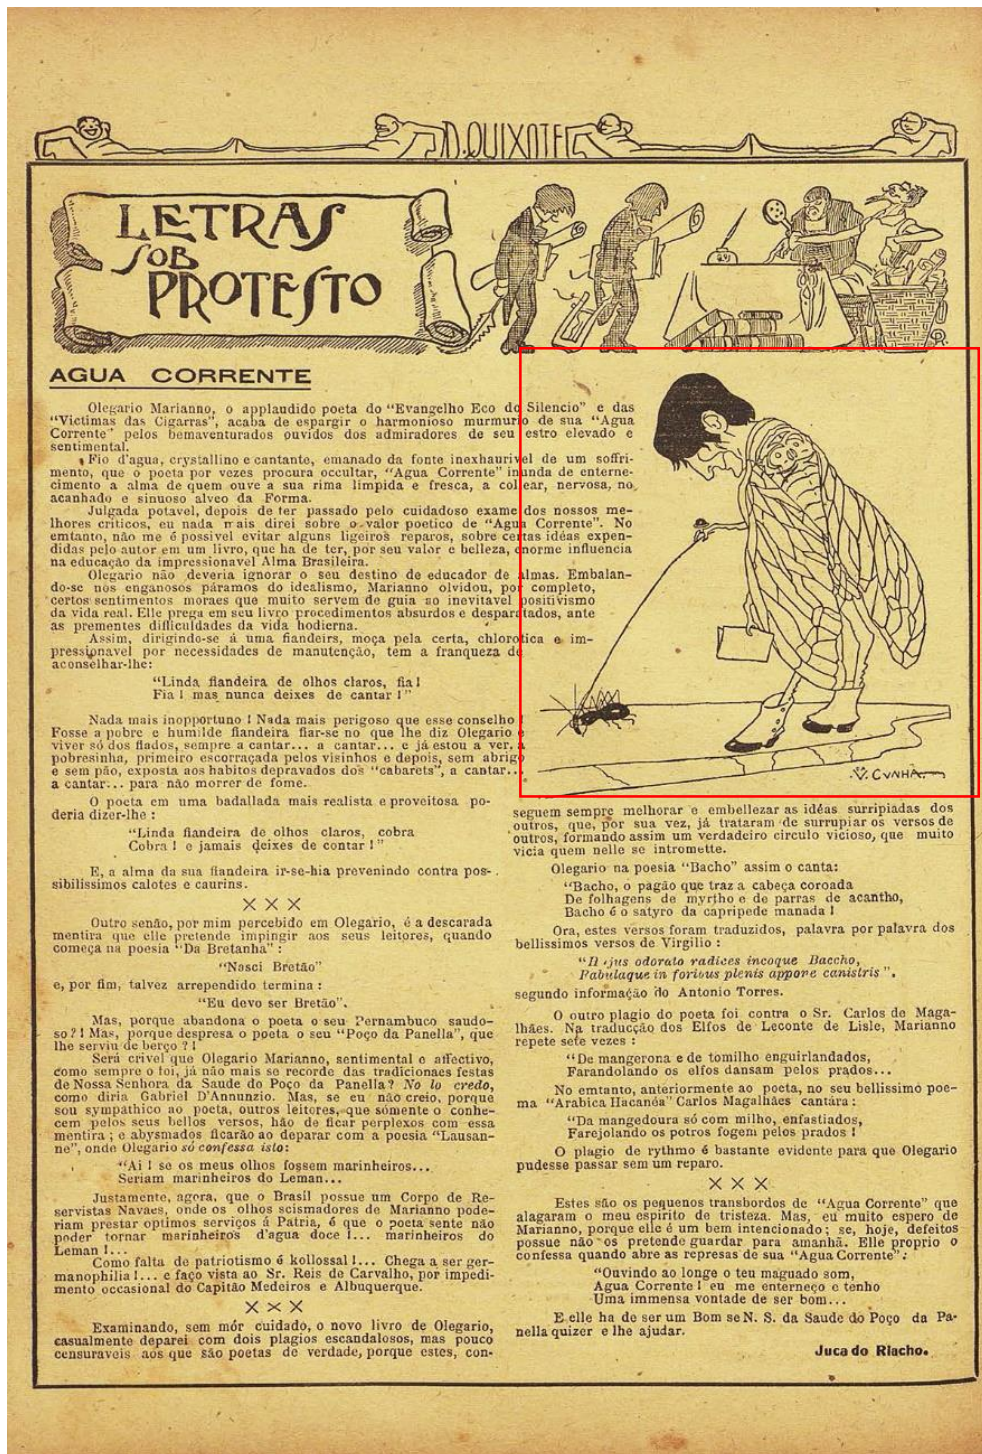 D. QUIXOTE
LETRAS
SOB
PROTESTO
AGUA CORRENTE
Olegario Marianno, o applaudido poeta do “Evangelho Eco do Silencio” e das
“Victimas das Cigarras”, acaba de espargir o harmonioso murmurio de sua “Agua
Corrente” pelos bemaventurados ouvidos dos admiradores de seu estro elevado e
sentimental.
Fio d'agua, crystallino e cantante, emanado da fonte inexhaurivel de um soffri-
mento, que o poeta por vezes procura occultar, “Agua Corrente” inunda de enterne-
cimento a alma de quem ouve a sua rima limpida e fresca, a collear, nervosa, no
acanhado e sinuoso alveo da Forma.
Julgada potavel, depois de ter passado pelo cuidadoso exame dos nossos me-
lhores criticos, eu nada mais direi sobre o valor poetico de “Agua Corrente”. No
emtanto, não me é possivel evitar alguns ligeiros reparos, sobre certas idéas expen-
didas pelo autor em um livro, que ha de ter, por seu valor e belleza, enorme influencia
na educação da impressionavel Alma Brasileira.
Olegario não deveria ignorar o seu destino de educador de almas. Embalan-
do-se nos enganosos páramos do idealismo, Marianno olvidou, por completo,
certos sentimentos moraes que muito servem de guia ao inevitavel positivismo
da vida real. Elle prega em seu livro procedimentos absurdos e desparatados, ante
as prementes difficuldades da vida hodierna.
Assim, dirigindo-se á uma fiandeirs, moça pela certa, chlorotica e im-
pressionavel por necessidades de manutenção, tem a franqueza de
aconselhar-lhe:
“Linda fiandeira de olhos claros, fia!
Fia! mas nunca deixes de cantar!”
Nada mais inopportuno! Nada mais perigoso que esse conselho!
Fosse a pobre e humilde fiandeira fiar-se no que lhe diz Olegario e
viver só dos fiados, sempre a cantar... a cantar... e já estou a ver, a
pobresinha, primeiro escorraçada pelos visinhos e depois, sem abrigo
e sem pão, exposta aos habitos depravados dos “cabarets”, a cantar...
a cantar... para não morrer de fome.
O poeta em uma badallada mais realista e proveitosa po-
deria dizer-lhe:
“Linda fiandeira de olhos claros, cobra
Cobra! e jamais deixes de contar!”
E, a alma da sua fiandeira ir-se-hia prevenindo contra pos-
sibilissimos calotes e caurins.
× × ×
Outro senão, por mim percebido em Olegario, é a descarada
mentira que elle pretende impingir aos seus leitores, quando
começa na poesia “Da Bretanha”:
“Nasci Bretão”
e, por fim, talvez arrependido termina:
“Eu devo ser Bretão”.
Mas, porque abandona o poeta o seu Pernambuco saudo-
so?! Mas, porque despresa o poeta o seu “Poço da Panella”, que
lhe serviu de berço?!
Será crivel que Olegario Marianno, sentimental e affectivo,
como sempre o foi, já não mais se recorde das tradicionaes festas
de Nossa Senhora da Saude do Poço da Panella? No lo credo,
como diria Gabriel D'Annunzio. Mas, se eu não creio, porque
sou sympathico ao poeta, outros leitores, que sómente o conhe-
cem pelos seus bellos versos, hão de ficar perplexos com essa
mentira; e abysmados ficarão ao deparar com a poesia “Lausan-
ne”, onde Olegario só confessa isto:
“Ai! se os meus olhos fossem marinheiros...
Seriam marinheiros do Leman...
Justamente, agora, que o Brasil possue um Corpo de Re-
servistas Navaes, onde os olhos scismadores de Marianno pode-
riam prestar optimos serviços á Patria, é que o poeta sente não
poder tornar marinheiros d'agua doce!... marinheiros do
Leman!...
Como falta de patriotismo é kollossal!... Chega a ser ger-
manophilia!... e faço vista ao Sr. Reis de Carvalho, por impedi-
mento occasional do Capitão Medeiros e Albuquerque.
× × ×
Examinando, sem mór cuidado, o novo livro de Olegario,
casualmente deparei com dois plagios escandalosos, mas pouco
censuraveis aos que são poetas de verdade, porque estes, con-
V. CUNHA
seguem sempre melhorar e embellezar as idéas surripiadas dos
outros, que, por sua vez, já trataram de surrupiar os versos de
outros, formando assim um verdadeiro circulo vicioso, que muito
vicia quem nelle se intromette.
Olegario na poesia “Bacho” assim o canta:
“Bacho, o pagão que traz a cabeça coroada
De folhagens de myrtho e de parras de acantho,
Bacho é o satyro da capripede manada!
Ora, estes versos foram traduzidos, palavra por palavra dos
bellissimos versos de Virgilio:
odorato radices incoque Baccho,
Pabulaque in foribus plenis appone canistris”.
segundo informação do Antonio Torres.
O outro plagio do poeta foi contra o Sr. Carlos de Maga-
lhães. Na traducção dos Elfos de Leconte de Lisle, Marianno
repete sete vezes:
“De mangerona e de tomilho enguirlandados,
Farandolando os elfos dansam pelos prados...
No emtanto, anteriormente ao poeta, no seu bellissimo poe-
ma “Arabica Hacanéa” Carlos Magalhães cantára:
“Da mangedoura só com milho, enfastiados,
Farejolando os potros fogem pelos prados!
O plagio de rythmo é bastante evidente para que Olegario
pudesse passar sem um reparo.
× × ×
Estes são os pequenos transbordos de “Agua Corrente” que
alagaram o meu espirito de tristeza. Mas, eu muito espero de
Marianno, porque elle é um bem intencionado; se, hoje, defeitos
possue não os pretende guardar para amanhã. Elle proprio o
confessa quando abre as represas de sua “Agua Corrente”:
“Ouvindo ao longe o teu maguado som,
Agua Corrente! eu me enterneço e tenho
Uma immensa vontade de ser bom...
E elle ha de ser um Bom se N. S. da Saude do Poço da Pa-
nella quizer e lhe ajudar.
Juca do Riacho.